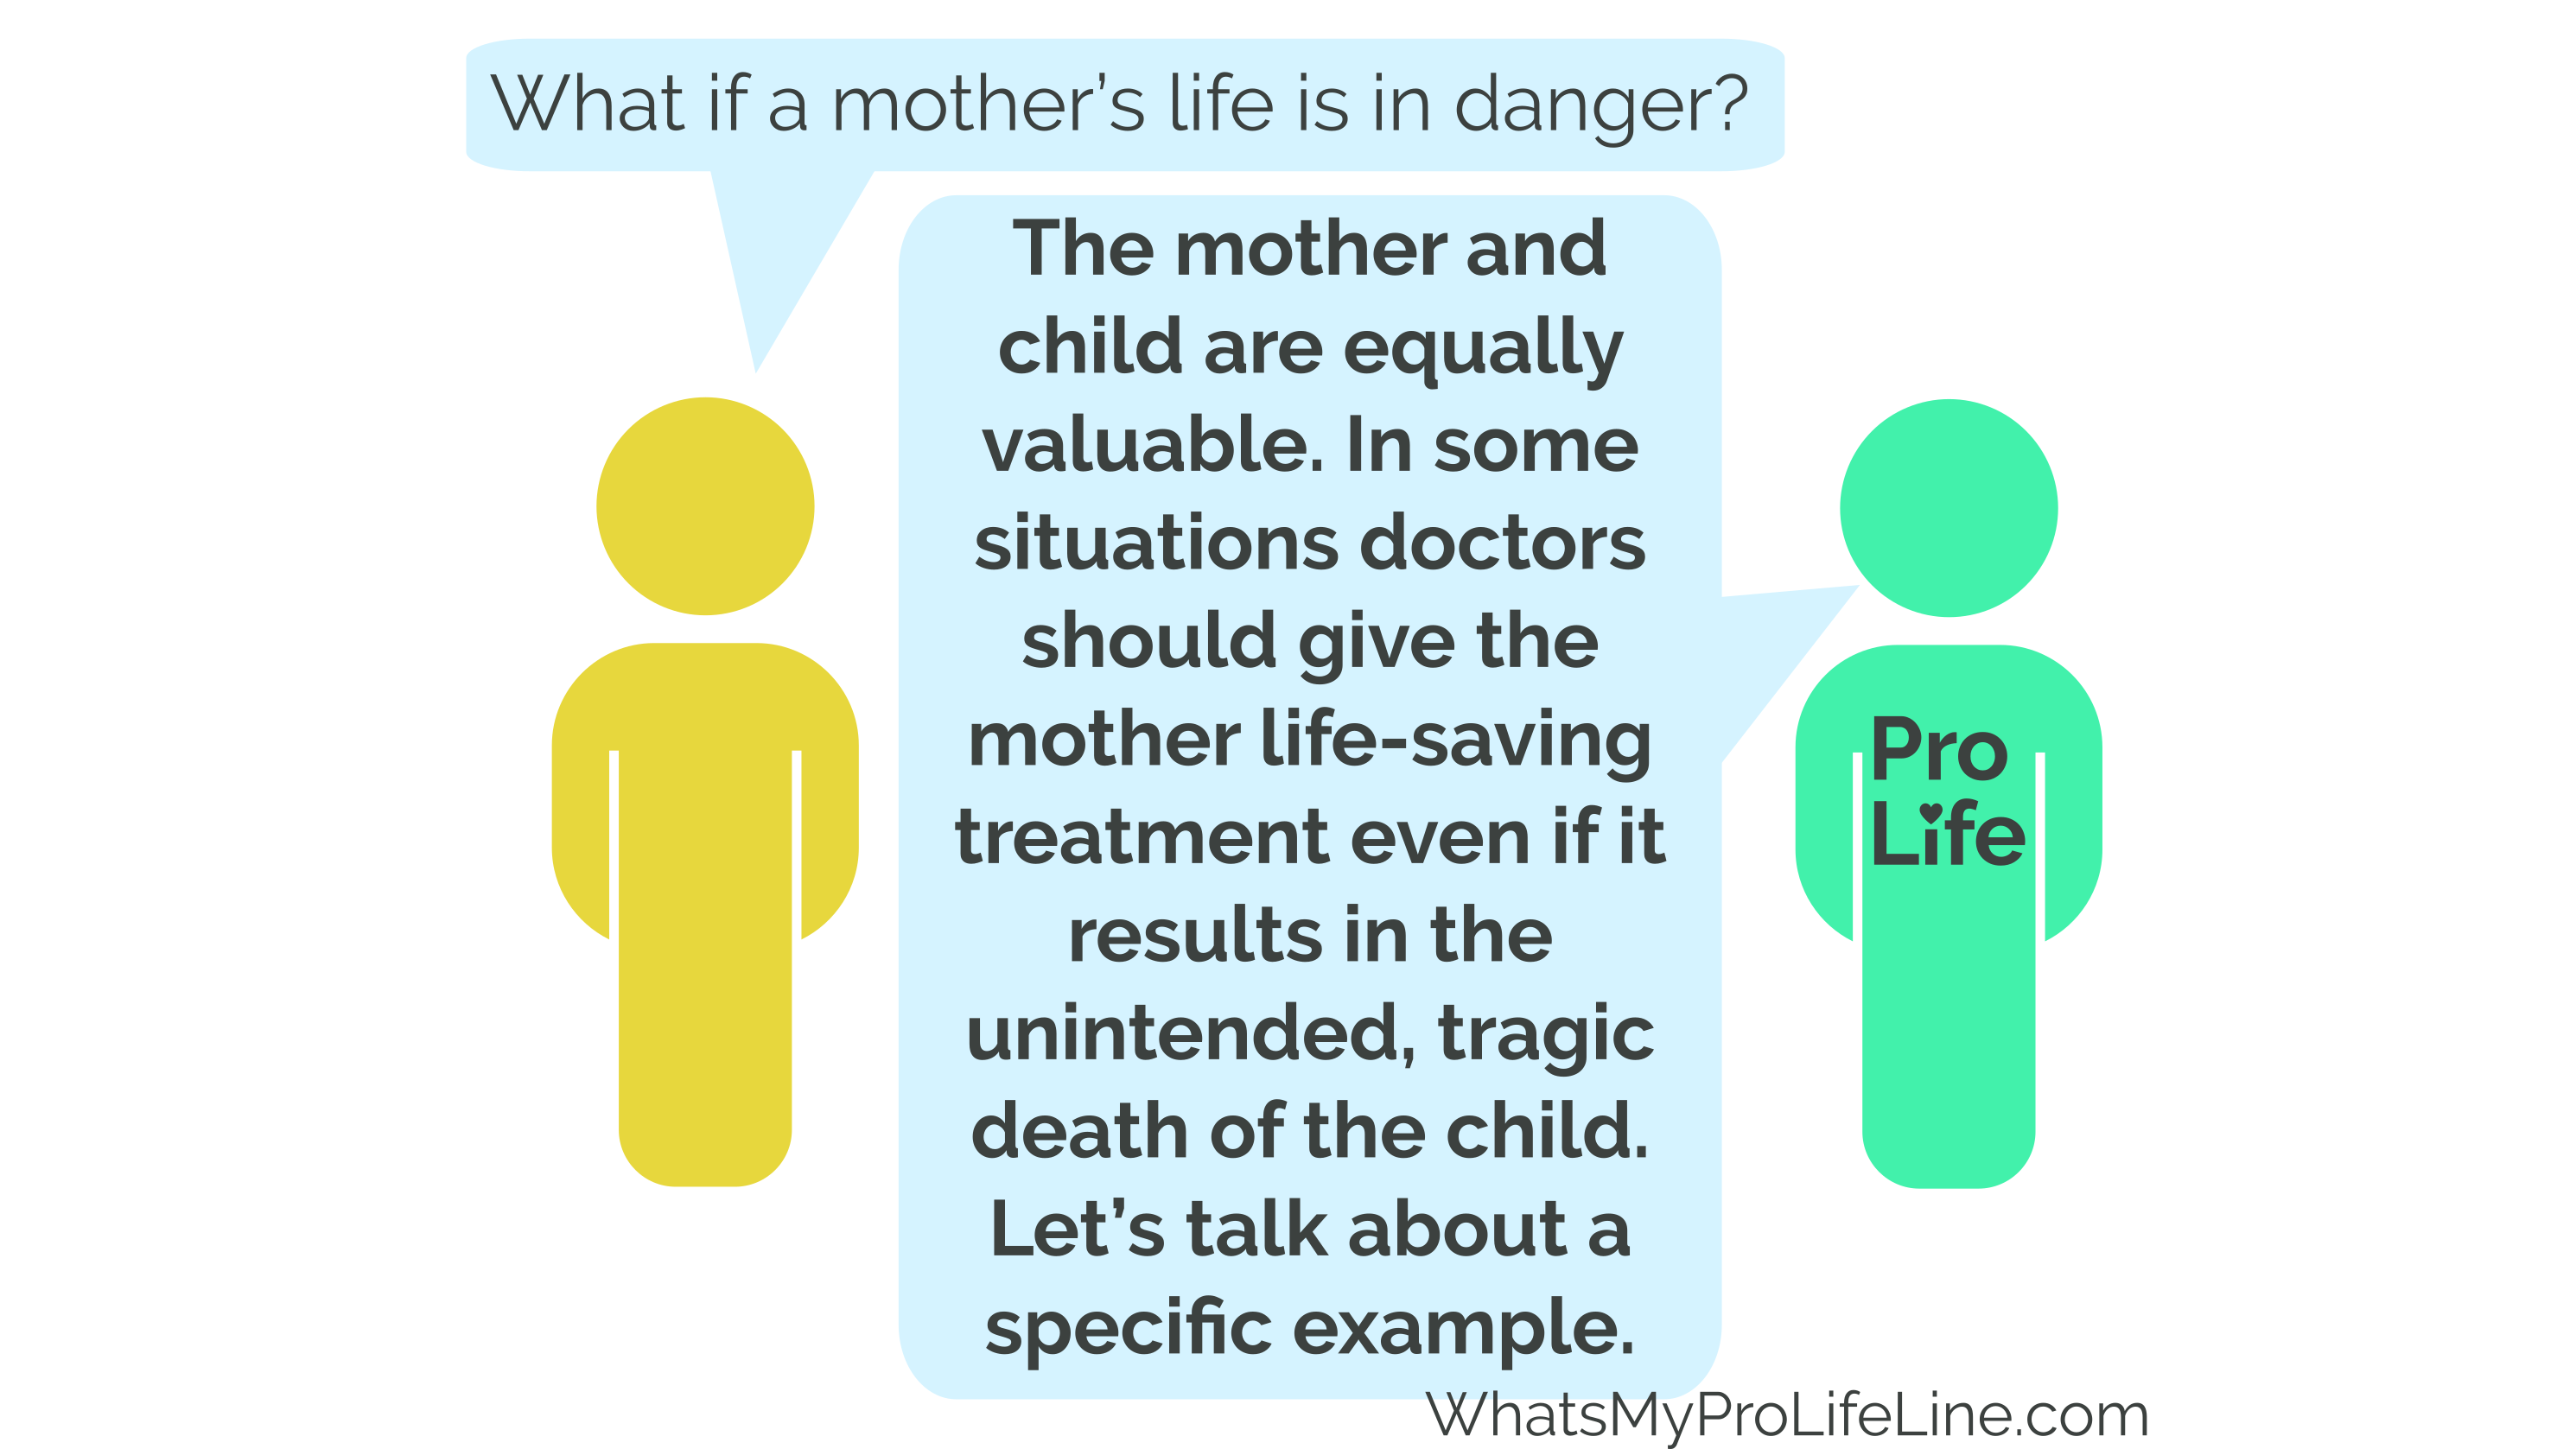 What if a mother’s life is in danger?
The mother and
child are equally
valuable. In some
situations doctors
should give the
mother life-saving
treatment even if it
results in the
unintended, tragic
death of the child.
Let’s talk about a
specific example.
Pro
Life
WhatsMyProLifeLine.com